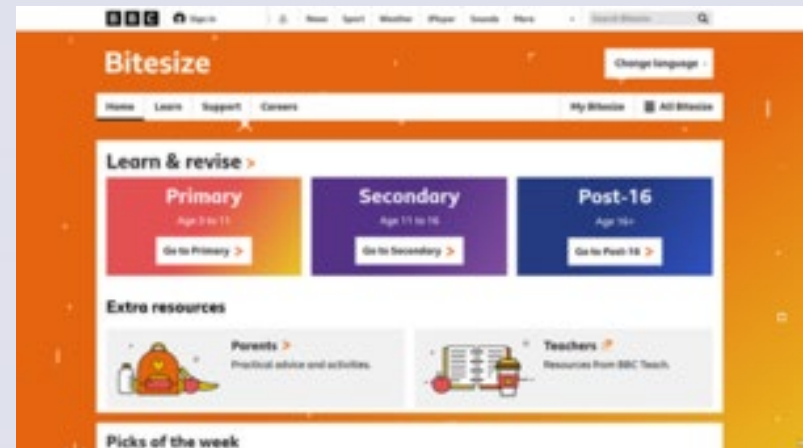 BBC Sign in News Sport Weather iPlayer Sounds More Search Bitesize
Bitesize
Change language
Home Learn Support Careers My Bitesize All Bitesize
Learn & revise >
Primary
Age 3 to 11
Go to Primary >
Secondary
Age 11 to 16
Go to Secondary >
Post-16
Age 16+
Go to Post-16 >
Extra resources
Parents >
Practical advice and activities.
Teachers
Resources from BBC Teach.
Picks of the week